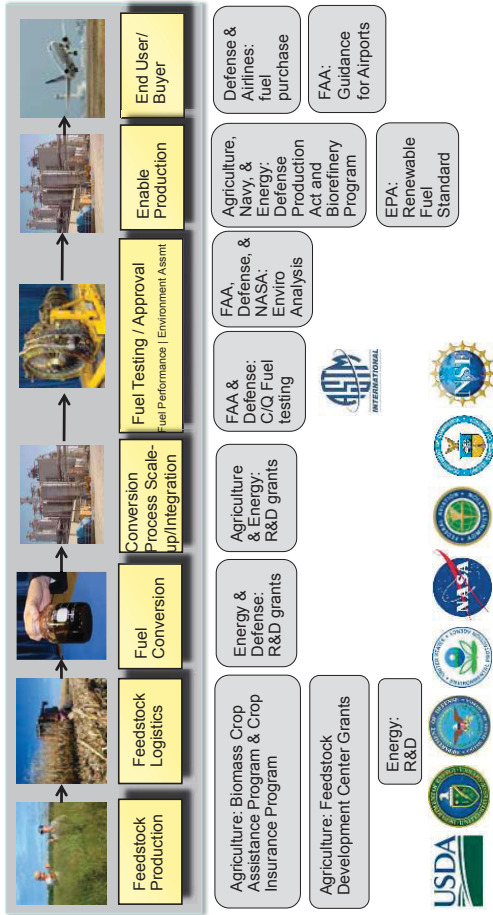 Feedstock
Production
Feedstock
Logistics
Fuel
Conversion
Conversion
Process Scale-
up/Integration
Fuel Testing / Approval
Fuel Performance | Environment Assmt
Enable
Production
End User/
Buyer
Agriculture: Biomass Crop
Assistance Program & Crop
Insurance Program
Agriculture: Feedstock
Development Center Grants
Energy:
R&D
Energy &
Defense:
R&D grants
Agriculture
& Energy:
R&D grants
FAA &
Defense:
C/Q Fuel
testing
FAA,
Defense, &
NASA:
Enviro
Analysis
Agriculture,
Navy, &
Energy:
Defense
Production
Act and
Biorefinery
Program
EPA:
Renewable
Fuel
Standard
Defense &
Airlines:
fuel
purchase
FAA:
Guidance
for Airports
ASTM
INTERNATIONAL
USDA
NASA
NSF